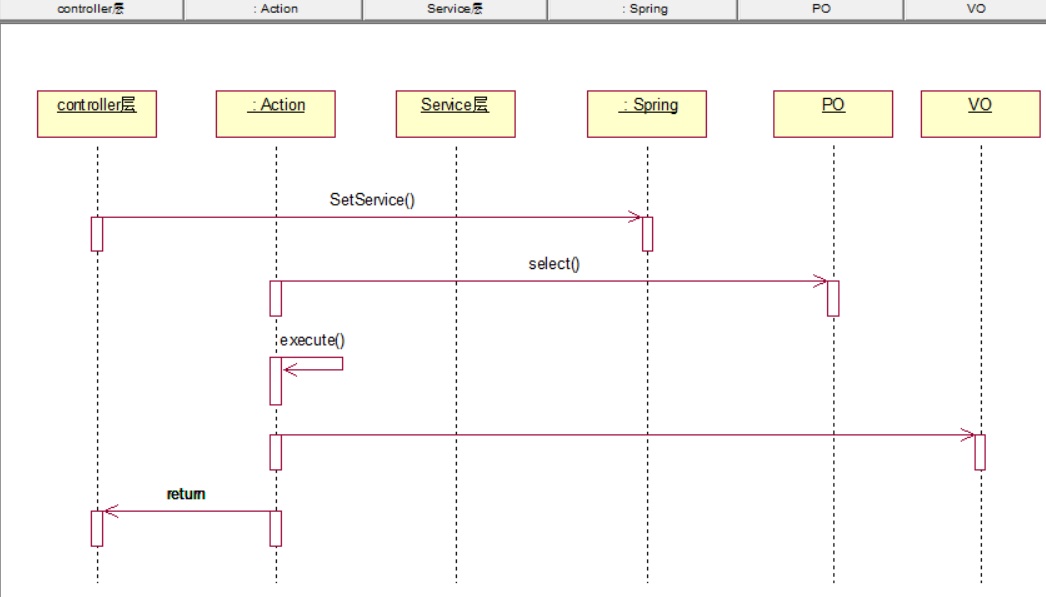 controller层
: Action
Service层
: Spring
PO
VO
controller层
: Action
Service层
: Spring
PO
VO
SetService()
select()
execute()
return